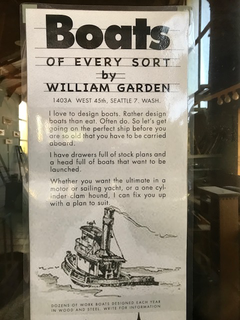 Boats
OF EVERY SORT
by
WILLIAM GARDEN
1403A WEST 45th, SEATTLE 7, WASH.
I love to design boats. Rather design
boats than eat. Often do. So let's get
going on the perfect ship before you
are so old that you have to be carried
aboard.
I have drawers full of stock plans and
a head full of boats that want to be
launched.
Whether you want the ultimate in a
motor or sailing yacht, or a one cyl-
inder clam hound, I can fix you up
with a plan to suit.
DOZENS OF WORK BOATS DESIGNED EACH YEAR
IN WOOD AND STEEL. WRITE FOR INFORMATION